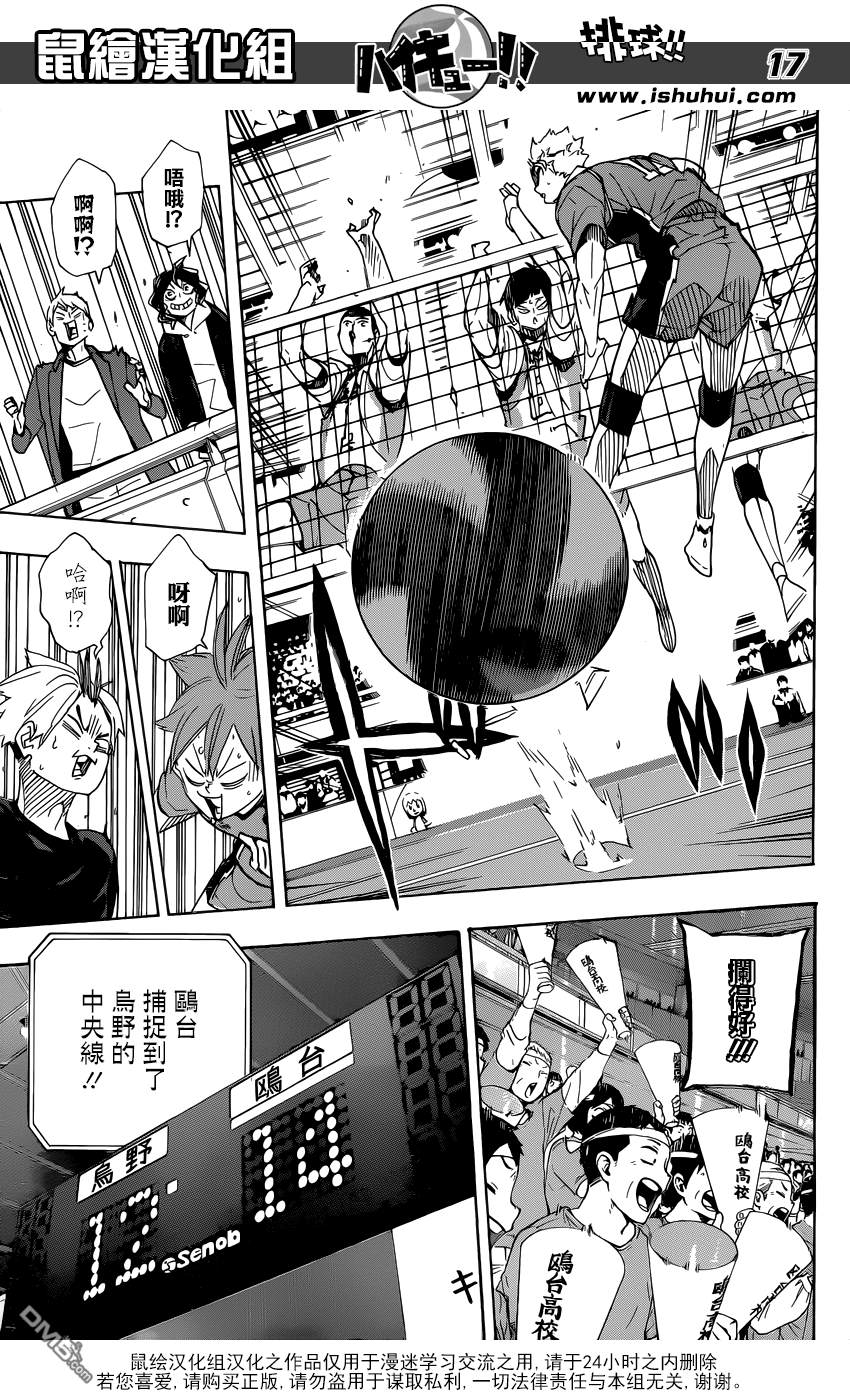 鼠繪漢化組
ハイキュー!!
排球!!
17
www.ishuhui.com
唔哦!?
啊啊!?
呀啊
哈啊!?
攔得好!!!
鷗台高校
鷗台高校
鷗台高校
鷗台
捕捉到了
烏野的
中央線!!
鷗台
14
烏野
12
Senoh
キ
DM5
鼠绘汉化组汉化之作品仅用于漫迷学习交流之用, 请于24小时之内删除
若您喜爱, 请购买正版, 请勿用于谋取私利, 一切法律责任与本组无关, 谢谢。